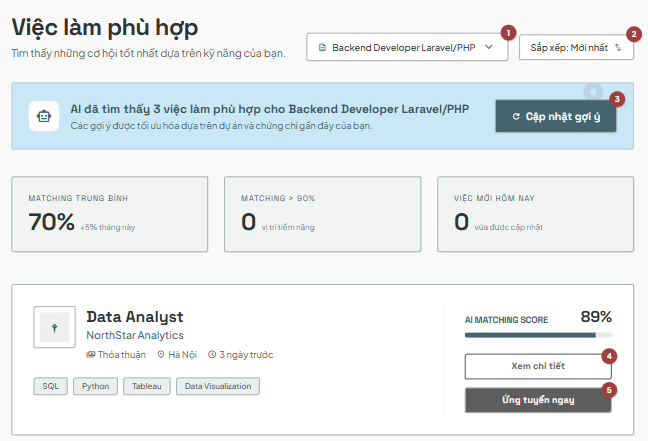 Việc làm phù hợp
Tìm thấy những cơ hội tốt nhất dựa trên kỹ năng của bạn.
Backend Developer Laravel/PHP
1
Sắp xếp: Mới nhất
2
AI đã tìm thấy 3 việc làm phù hợp cho Backend Developer Laravel/PHP
Các gợi ý được tối ưu hóa dựa trên dự án và chứng chỉ gần đây của bạn.
Cập nhật gợi ý
3
MATCHING TRUNG BÌNH
70% +5% tháng này
MATCHING > 90%
0 vị trí tiềm năng
VIỆC MỚI HÔM NAY
0 vừa được cập nhật
Data Analyst
NorthStar Analytics
Thỏa thuận Hà Nội 3 ngày trước
SQL Python Tableau Data Visualization
AI MATCHING SCORE 89%
Xem chi tiết
4
Ứng tuyển ngay
5